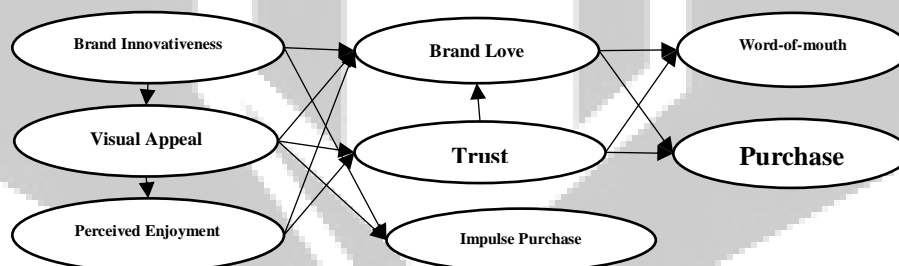 Brand Innovativeness
Brand Love
Word-of-mouth
Visual Appeal
Trust
Purchase
Perceived Enjoyment
Impulse Purchase